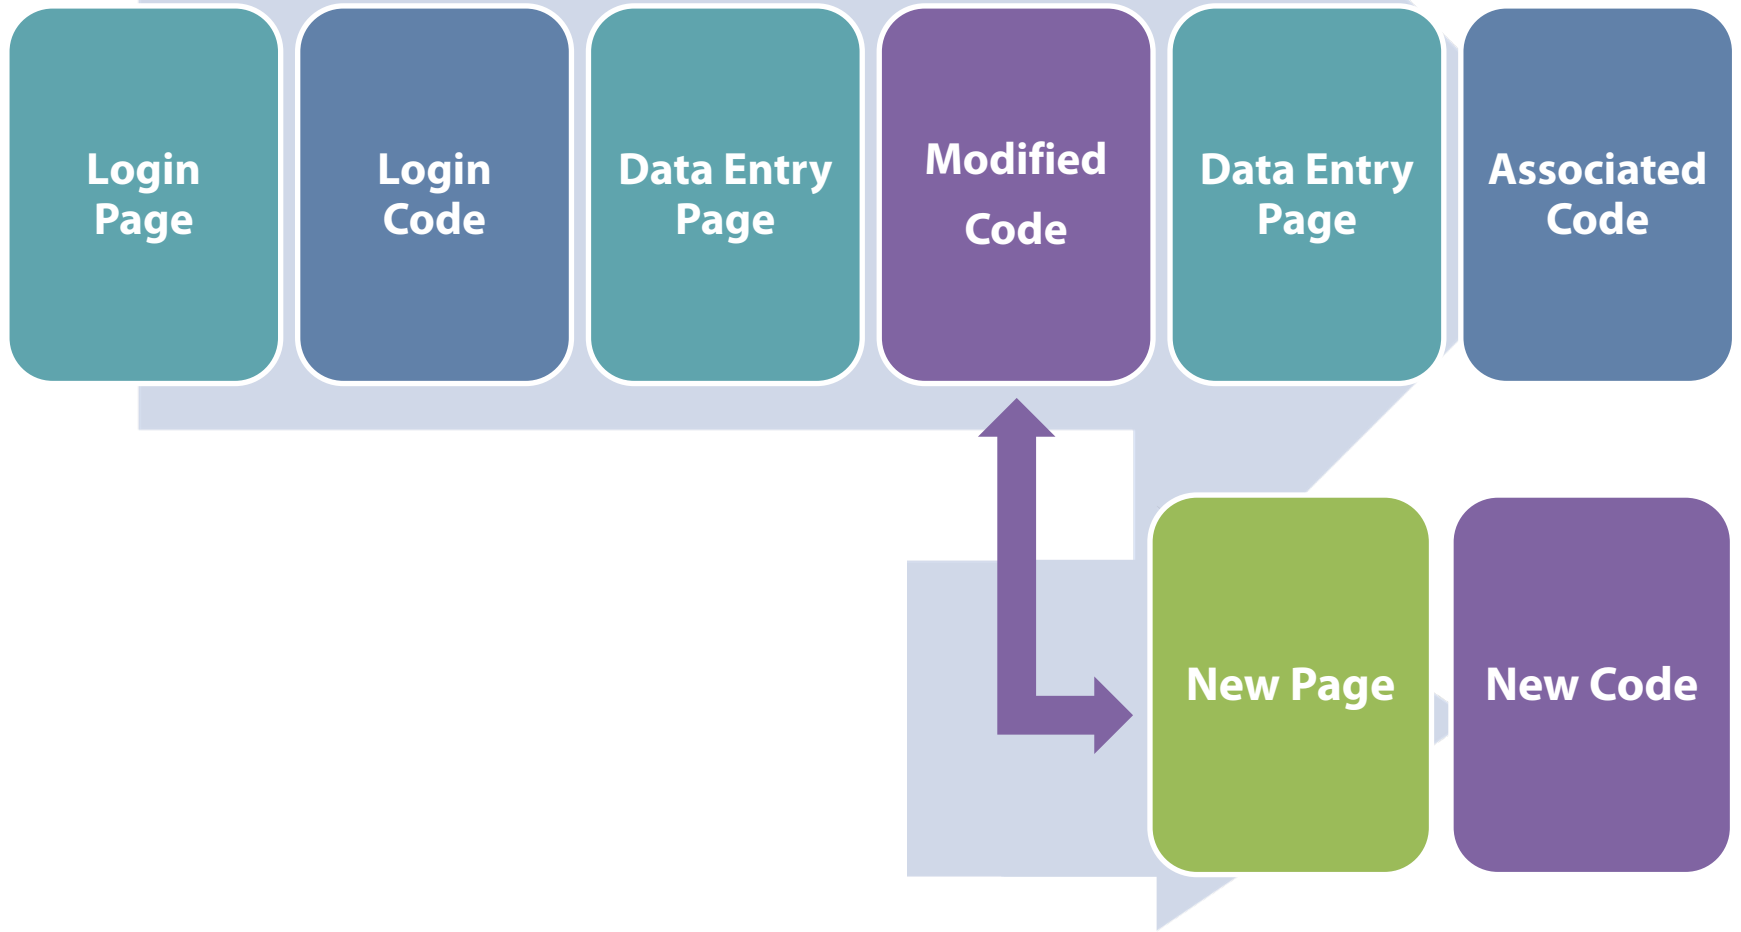 Login
Page
Login
Code
Data Entry
Page
Modified
Code
Data Entry
Page
Associated
Code
New Page
New Code